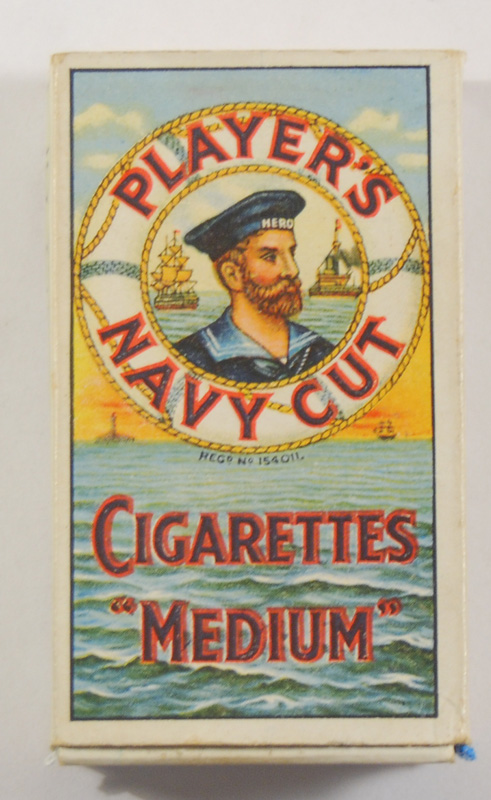 PLAYER'S
HERO
NAVY CUT
REGD No 154011.
CIGARETTES
"MEDIUM"